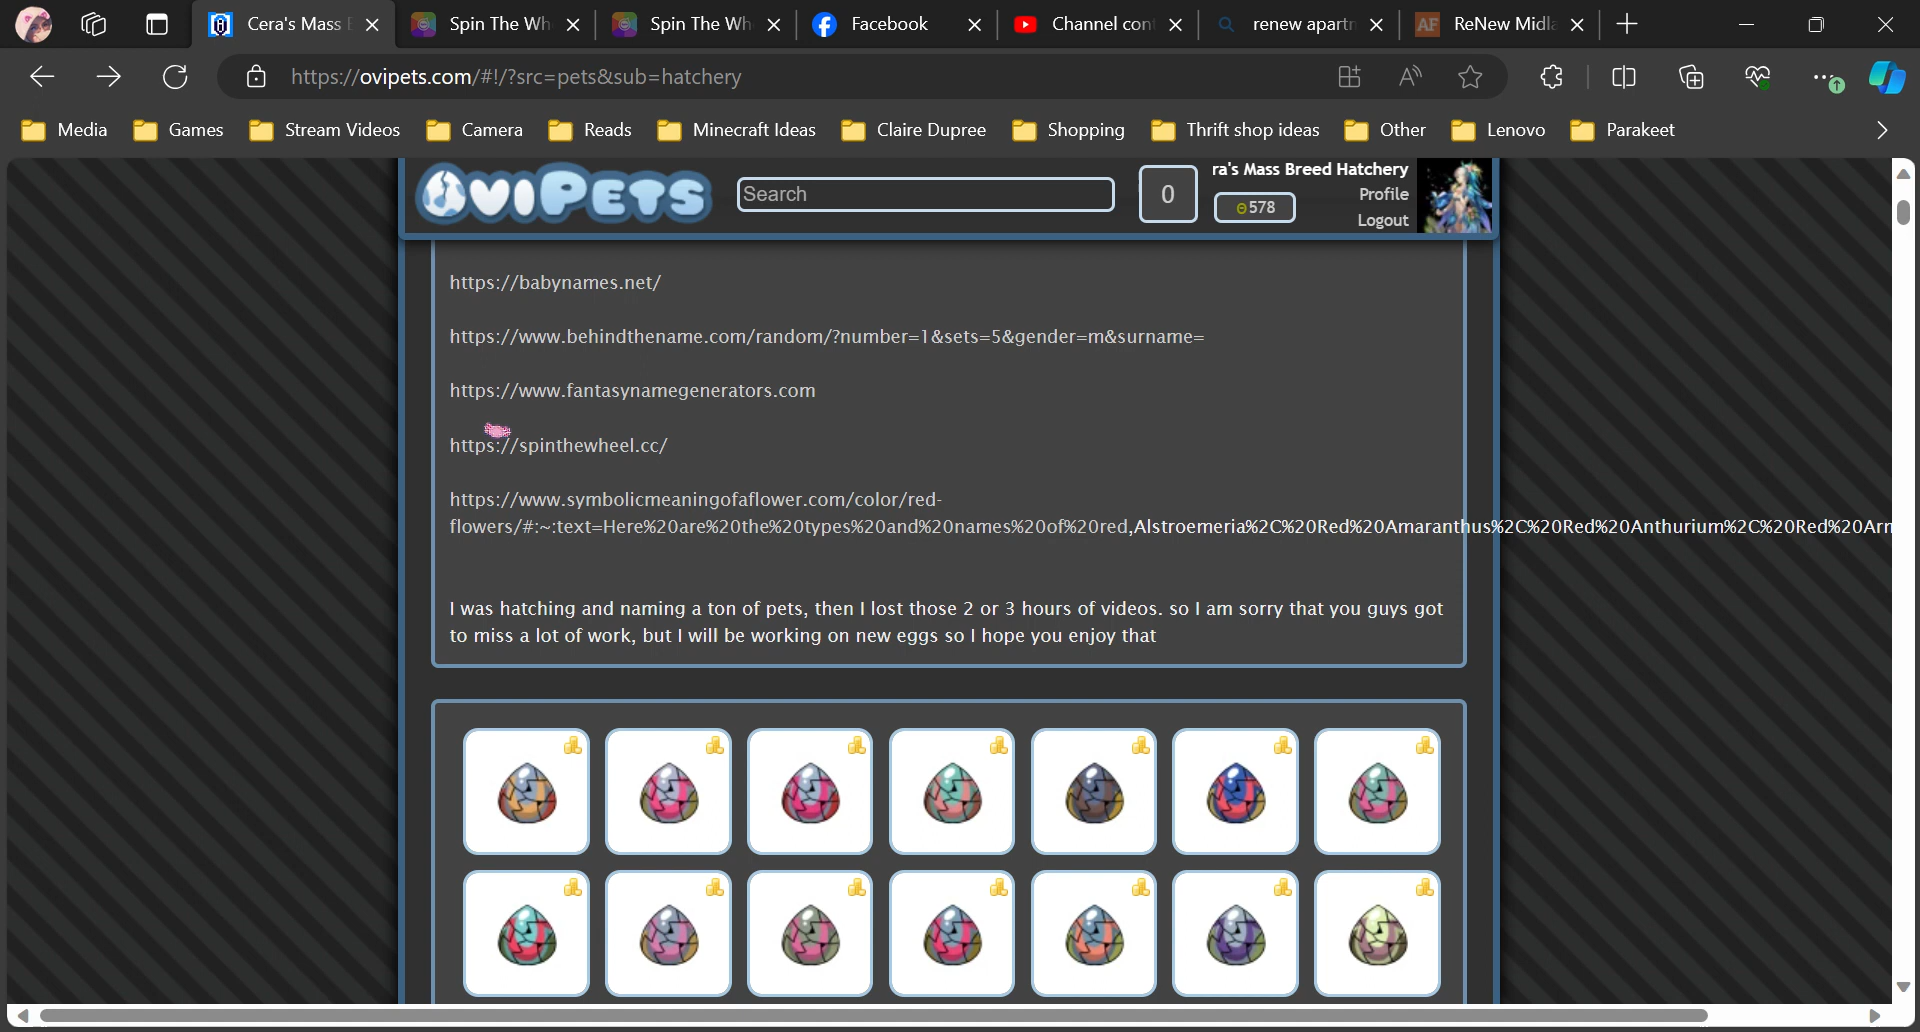 Cera's Mass
Spin The Wh
Spin The Wh
Facebook
Channel con
renew apartm
ReNew Midla
https://ovipets.com/#!/?src=pets&sub=hatchery
Media
Games
Stream Videos
Camera
Reads
Minecraft Ideas
Claire Dupree
Shopping
Thrift shop ideas
Other
Lenovo
Parakeet
OviPets
Search
0
ra's Mass Breed Hatchery
578
Profile
Logout
https://babynames.net/
https://www.behindthename.com/random/?number=1&sets=5&gender=m&surname=
https://www.fantasynamegenerators.com
https://spinthewheel.cc/
https://www.symbolicmeaningofaflower.com/color/red-
flowers/#:~:text=Here%20are%20the%20types%20and%20names%20of%20red,Alstroemeria%2C%20Red%20Amaranthus%2C%20Red%20Anthurium%2C%20Red%20Arn
I was hatching and naming a ton of pets, then I lost those 2 or 3 hours of videos. so I am sorry that you guys got
to miss a lot of work, but I will be working on new eggs so I hope you enjoy that